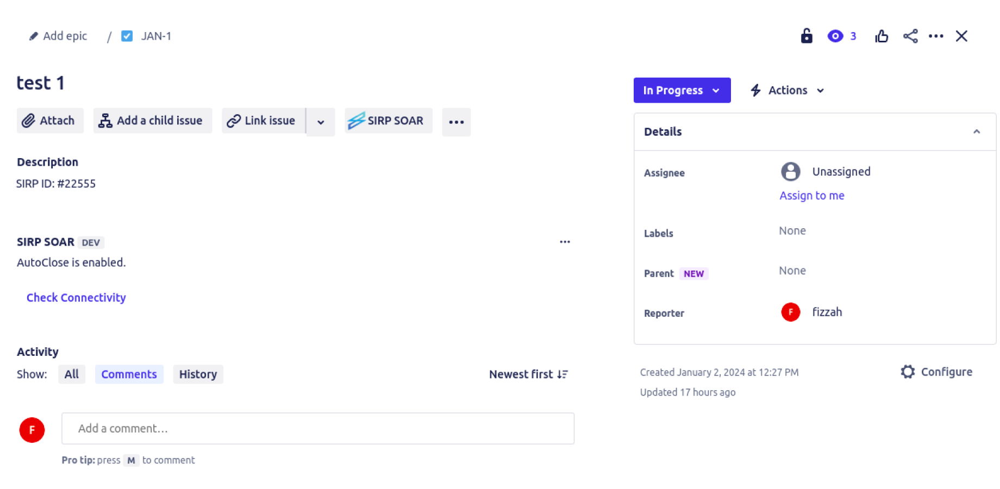 Add epic / JAN-1
3
test 1
Attach Add a child issue Link issue SIRP SOAR
Description
SIRP ID: #22555
SIRP SOAR DEV
AutoClose is enabled.
Check Connectivity
Activity
Show: All Comments History Newest first
F Add a comment...
Pro tip: press M to comment
In Progress Actions
Details
Assignee Unassigned
Assign to me
Labels None
Parent NEW None
Reporter F fizzah
Created January 2, 2024 at 12:27 PM Configure
Updated 17 hours ago